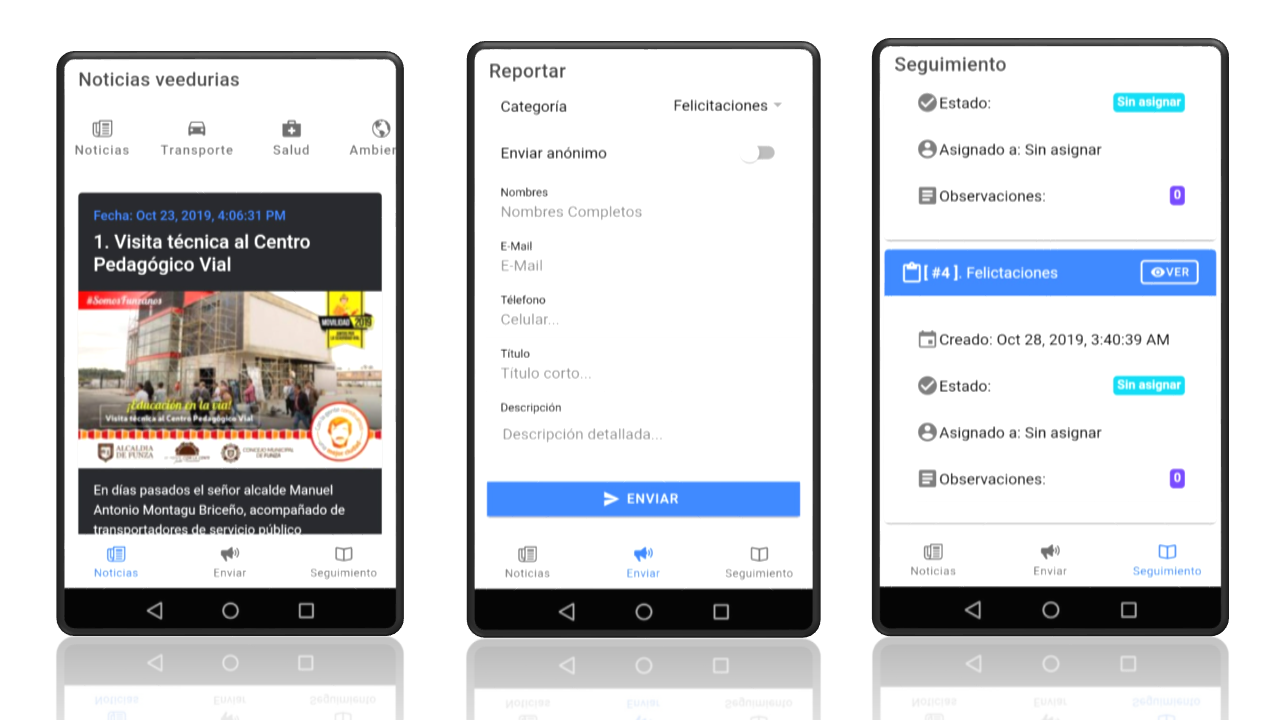 Noticias veedurias
Noticias
Transporte
Salud
Ambien
Fecha: Oct 23, 2019, 4:06:31 PM
1. Visita técnica al Centro
Pedagógico Vial
#SomosFunzanos
MOVILIDAD 2019
¡Educación en la vía!
Visita técnica al Centro Pedagógico Vial
ALCALDIA
DE FUNZA
CONCEJO MUNICIPAL
DE FUNZA
En días pasados el señor alcalde Manuel
Antonio Montagu Briceño, acompañado de
transportadores de servicio público
Noticias
Enviar
Seguimiento
Reportar
Categoría
Felicitaciones
Enviar anónimo
Nombres
Nombres Completos
E-Mail
E-Mail
Télefono
Celular...
Título
Título corto...
Descripción
Descripción detallada...
ENVIAR
Noticias
Enviar
Seguimiento
Seguimiento
Estado:
Sin asignar
Asignado a: Sin asignar
Observaciones:
0
[ #4 ]. Felictaciones
VER
Creado: Oct 28, 2019, 3:40:39 AM
Estado:
Sin asignar
Asignado a: Sin asignar
Observaciones:
0
Noticias
Enviar
Seguimiento